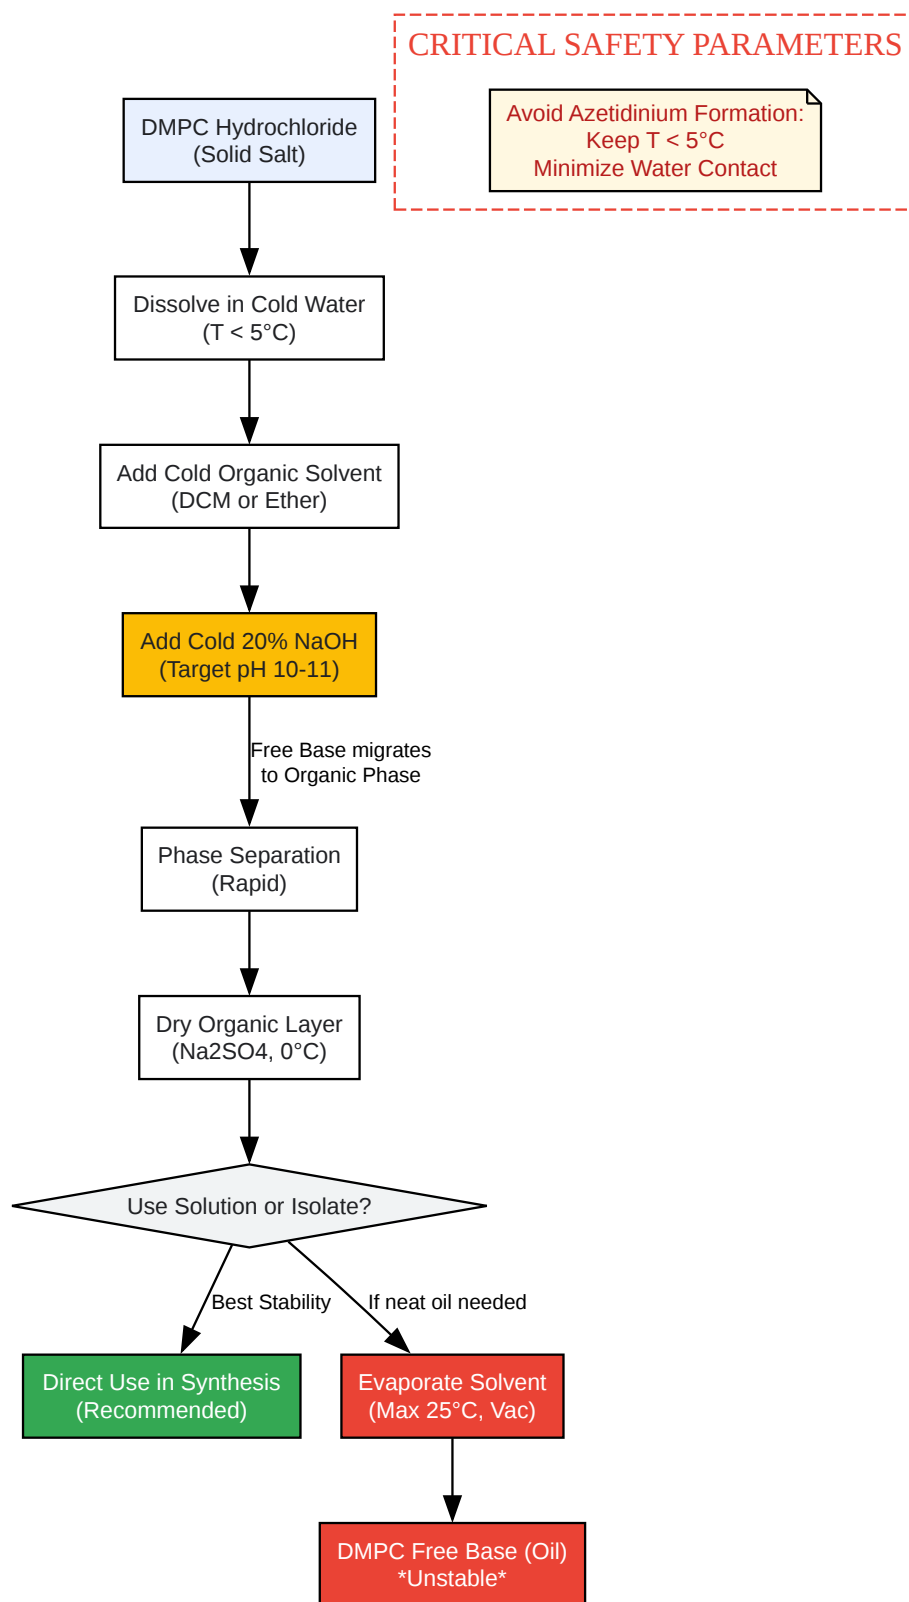 CRITICAL SAFETY PARAMETERS
Avoid Azetidinium Formation:
Keep T < 5°C
Minimize Water Contact
DMPC Hydrochloride
(Solid Salt)
Dissolve in Cold Water
(T < 5°C)
Add Cold Organic Solvent
(DCM or Ether)
Add Cold 20% NaOH
(Target pH 10-11)
Free Base migrates
to Organic Phase
Phase Separation
(Rapid)
Dry Organic Layer
(Na2SO4, 0°C)
Use Solution or Isolate?
Best Stability
If neat oil needed
Direct Use in Synthesis
(Recommended)
Evaporate Solvent
(Max 25°C, Vac)
DMPC Free Base (Oil)
*Unstable*